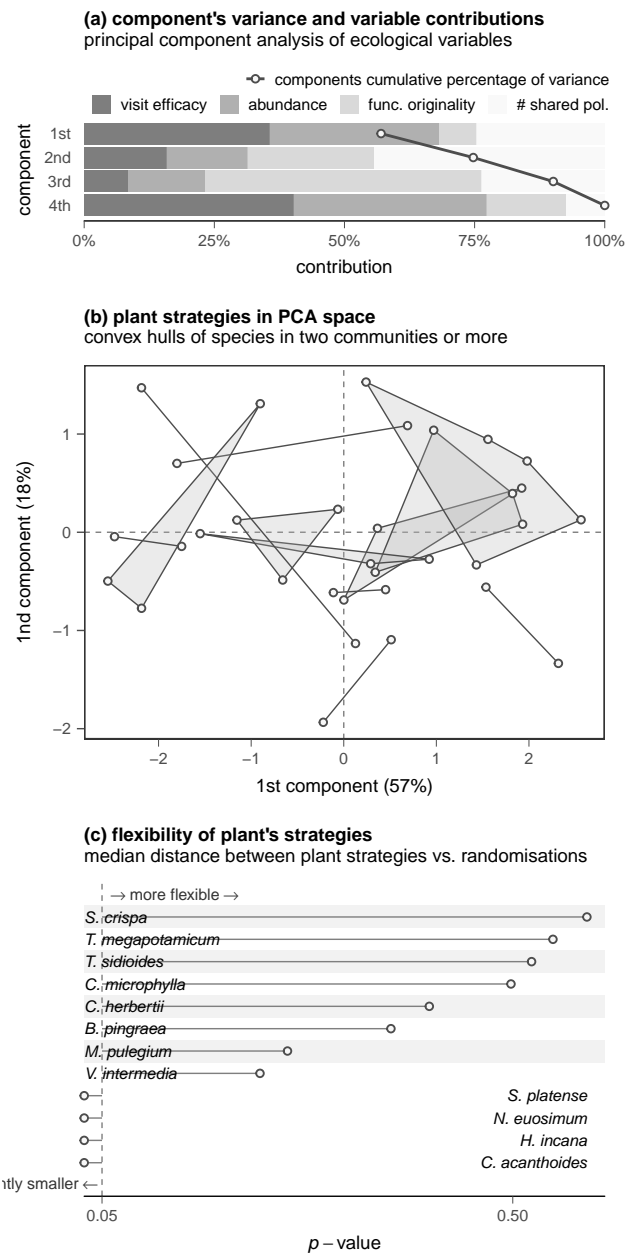 (a) component's variance and variable contributions
principal component analysis of ecological variables
components cumulative percentage of variance
visit efficacy abundance func. originality # shared pol.
component
1st
2nd
3rd
4th
0% 25% 50% 75% 100%
contribution
(b) plant strategies in PCA space
convex hulls of species in two communities or more
1nd component (18%)
1
0
−1
−2
−2 −1 0 1 2
1st component (57%)
(c) flexibility of plant's strategies
median distance between plant strategies vs. randomisations
→ more flexible →
S. crispa
T. megapotamicum
T. sidioides
C. microphylla
C. herbertii
B. pingraea
M. pulegium
V. intermedia
S. platense
N. euosimum
H. incana
C. acanthoides
ntly smaller ←
0.05 0.50
p − value